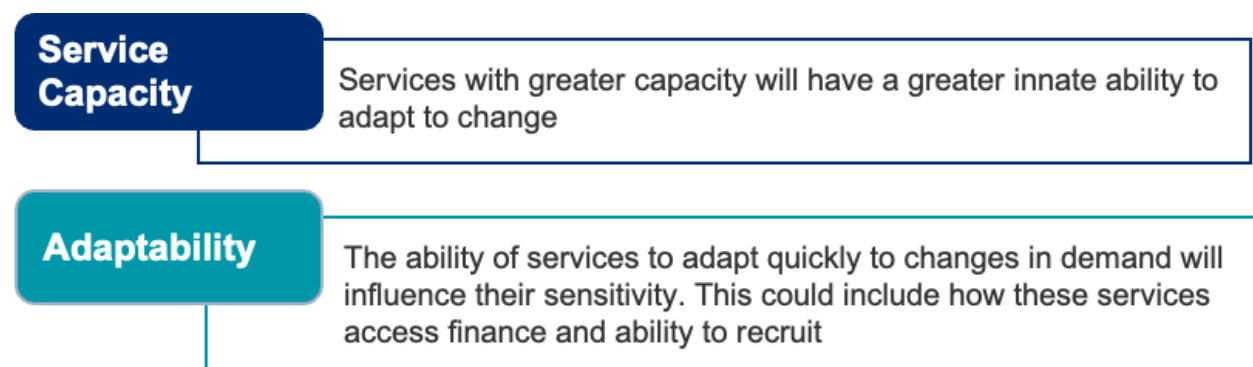 Service
Capacity
Services with greater capacity will have a greater innate ability to
adapt to change
Adaptability
The ability of services to adapt quickly to changes in demand will
influence their sensitivity. This could include how these services
access finance and ability to recruit